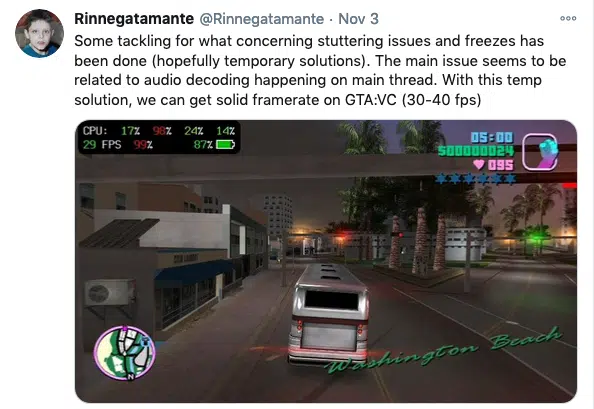 Rinnegatamante @Rinnegatamante · Nov 3
Some tackling for what concerning stuttering issues and freezes has
been done (hopefully temporary solutions). The main issue seems to be
related to audio decoding happening on main thread. With this temp
solution, we can get solid framerate on GTA:VC (30-40 fps)
CPU: 17% 98% 24% 14%
29 FPS 99% 87%
05:00
$00000024
095
N
Washington Beach